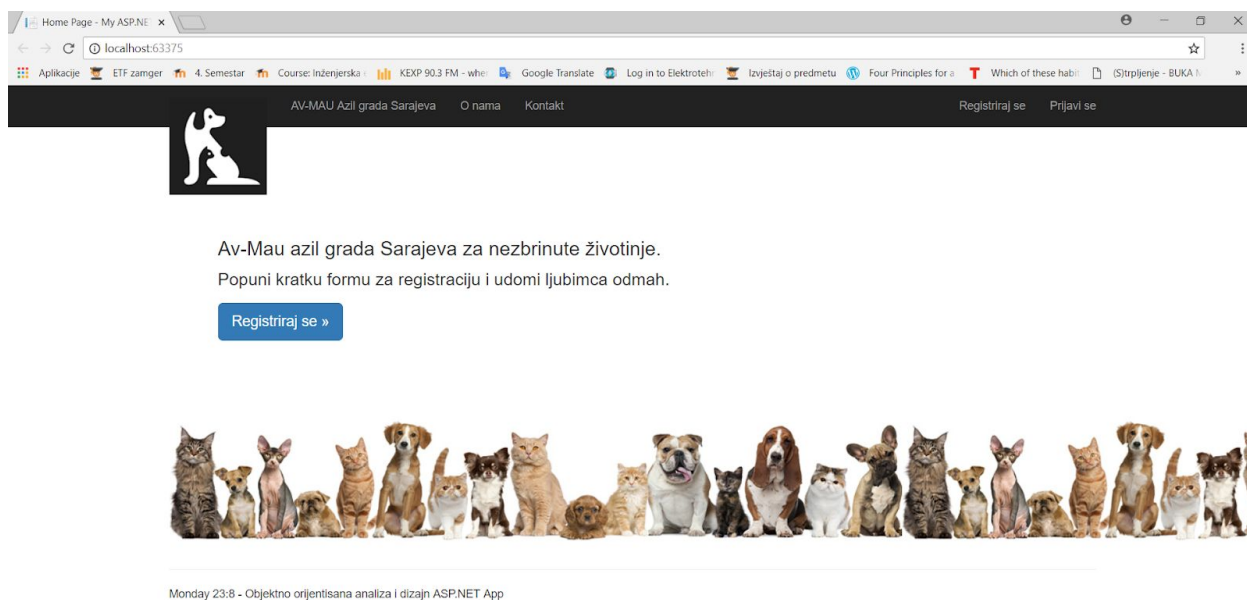 Home Page - My ASP.NE
localhost:63375
Aplikacije ETF zamger 4. Semestar Course: Inženjerska KEXP 90.3 FM - whe Google Translate Log in to Elektrotehn Izvještaj o predmetu Four Principles for a Which of these habit (S)trpljenje - BUKA
AV-MAU Azil grada Sarajeva O nama Kontakt Registriraj se Prijavi se
Av-Mau azil grada Sarajeva za nezbrinute životinje.
Popuni kratku formu za registraciju i udomi ljubimca odmah.
Registriraj se »
Monday 23:8 - Objektno orijentisana analiza i dizajn ASP.NET App